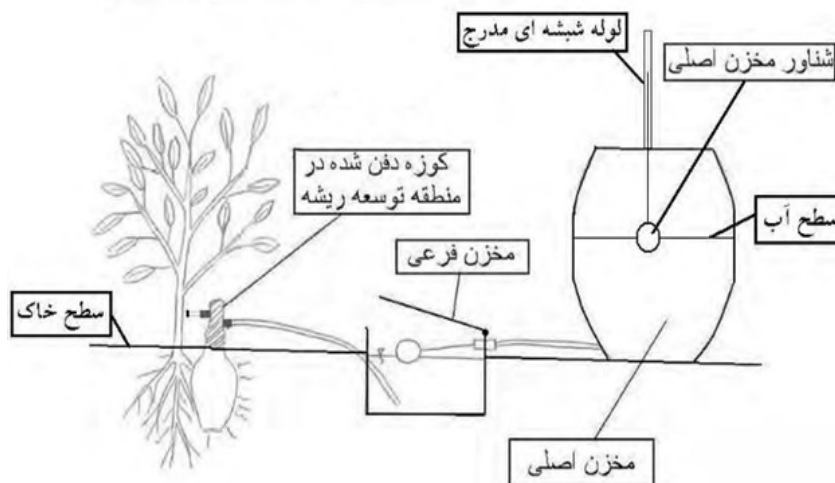 لوله شبشه ای مدرج
شناور مخزن اصلی
کوزه دفن شده در
منطقه توسعه ریشه
سطح آب
مخزن فرعی
سطح خاک
مخزن اصلی